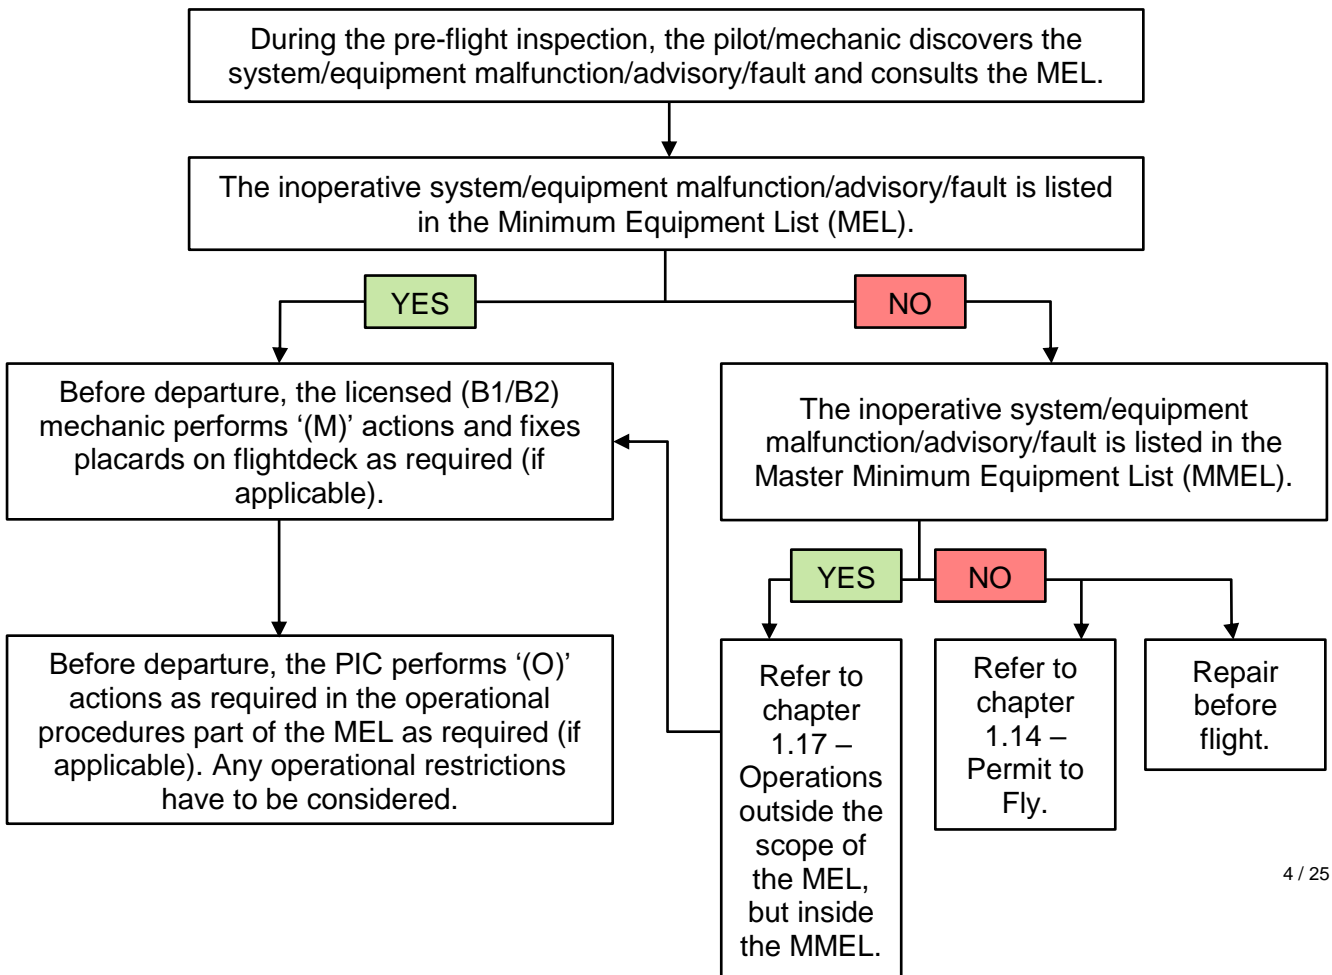 During the pre-flight inspection, the pilot/mechanic discovers the
system/equipment malfunction/advisory/fault and consults the MEL.
The inoperative system/equipment malfunction/advisory/fault is listed
in the Minimum Equipment List (MEL).
YES
NO
Before departure, the licensed (B1/B2)
mechanic performs ‘(M)’ actions and fixes
placards on flightdeck as required (if
applicable).
The inoperative system/equipment
malfunction/advisory/fault is listed in the
Master Minimum Equipment List (MMEL).
YES
NO
Before departure, the PIC performs ‘(O)’
actions as required in the operational
procedures part of the MEL as required (if
applicable). Any operational restrictions
have to be considered.
Refer to
chapter
1.17 –
Operations
outside the
scope of
the MEL,
but inside
the MMEL.
Refer to
chapter
1.14 –
Permit to
Fly.
Repair
before
flight.
4 / 25